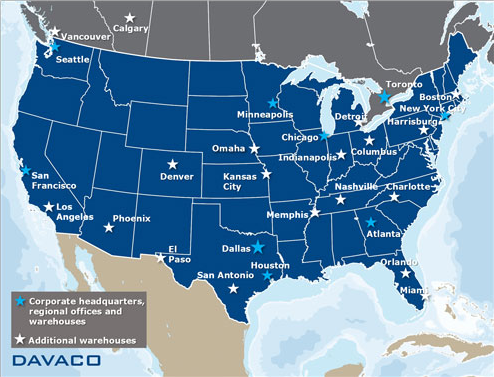 Calgary
Vancouver
Seattle
Toronto
Boston
New York City
Minneapolis
Detroit
Harrisburg
Chicago
Omaha
Indianapolis
Columbus
San
Francisco
Denver
Kansas
City
Nashville
Charlotte
Los
Angeles
Phoenix
Memphis
El
Paso
Dallas
Atlanta
San Antonio
Houston
Orlando
Miami
Corporate headquarters,
regional offices and
warehouses
Additional warehouses
DAVACO